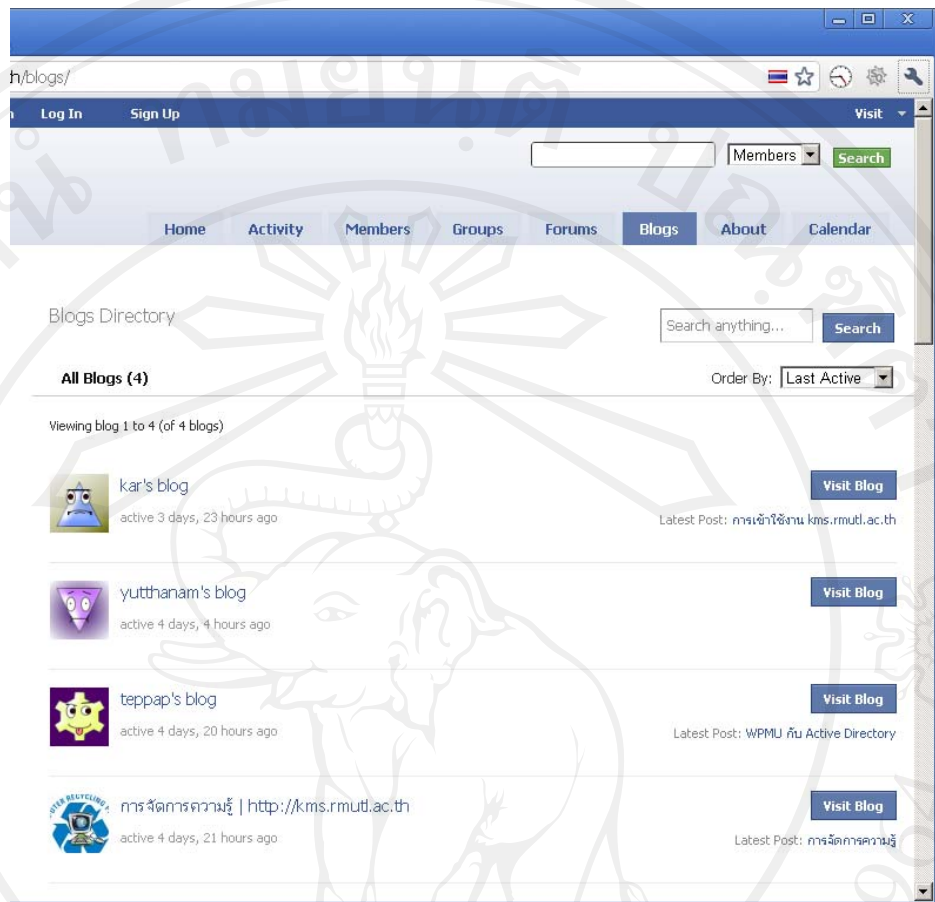 h/blogs/
Log In Sign Up Visit
Members Search
Home Activity Members Groups Forums Blogs About Calendar
Blogs Directory
Search anything... Search
All Blogs (4)
Order By: Last Active
Viewing blog 1 to 4 (of 4 blogs)
kar's blog
Visit Blog
active 3 days, 23 hours ago
Latest Post: การเข้าใช้งาน kms.rmutl.ac.th
yutthanam's blog
Visit Blog
active 4 days, 4 hours ago
teppap's blog
Visit Blog
active 4 days, 20 hours ago
Latest Post: WPMU กับ Active Directory
การจัดการความรู้ | http://kms.rmutl.ac.th
Visit Blog
active 4 days, 21 hours ago
Latest Post: การจัดการความรู้